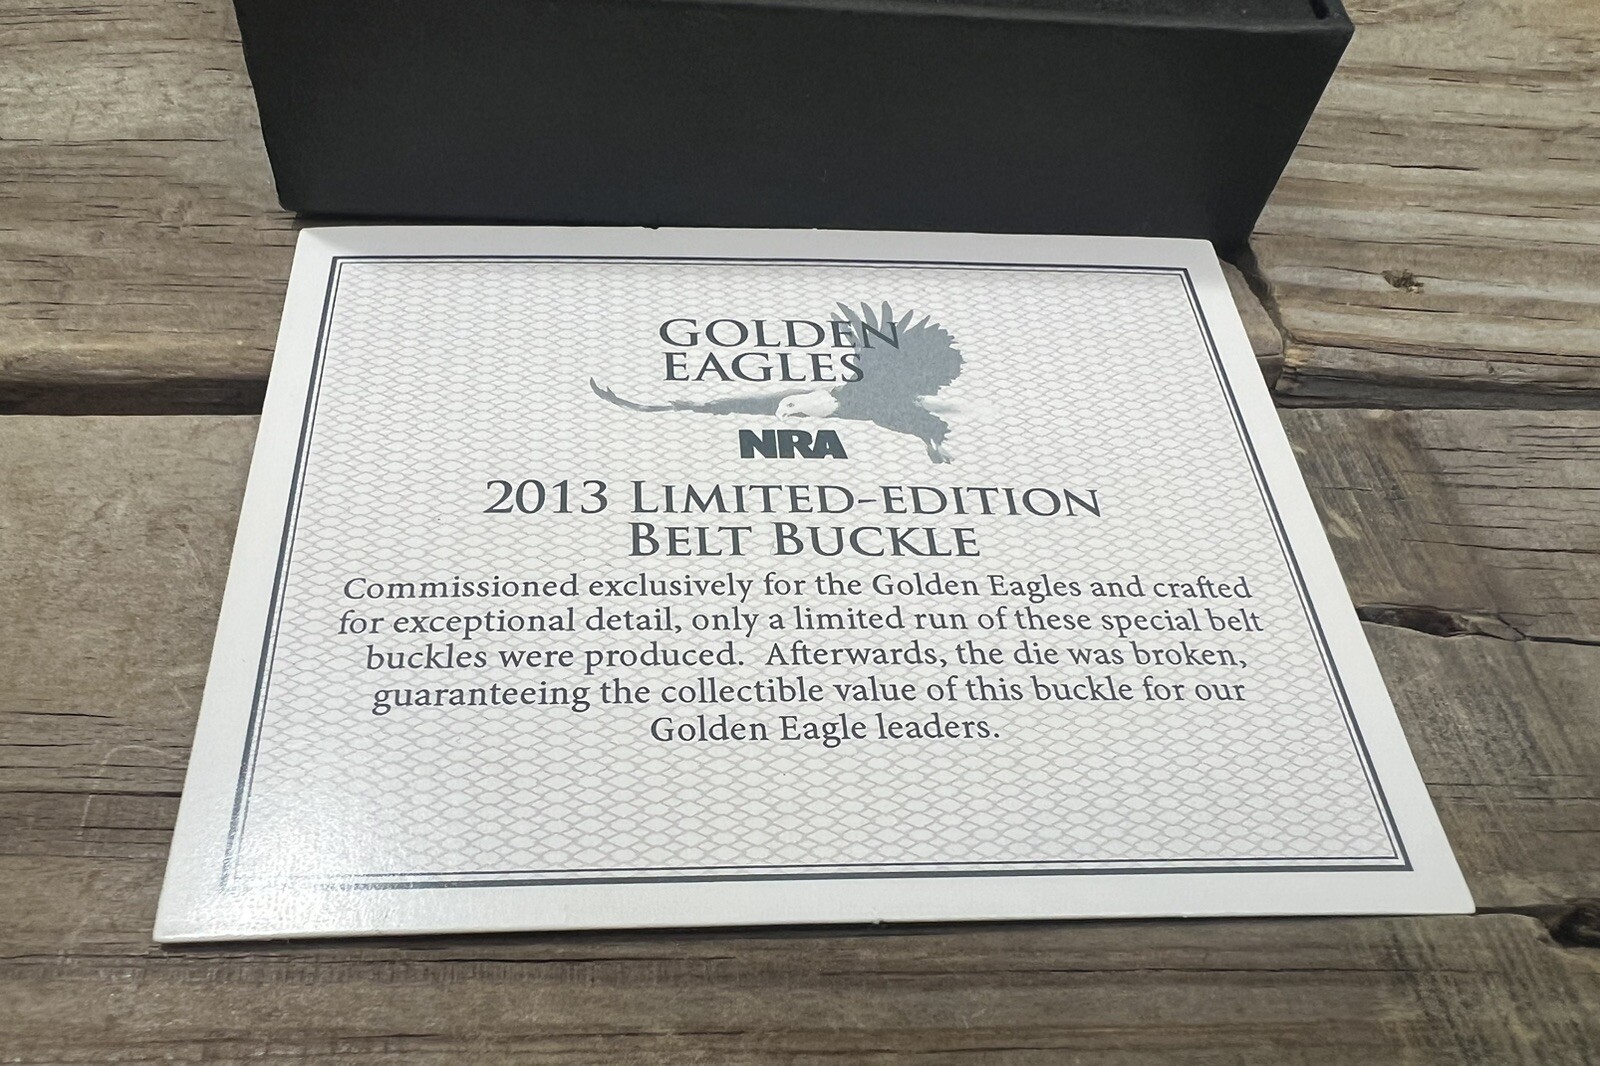 GOLDEN
EAGLES
NRA
2013 LIMITED-EDITION
BELT BUCKLE
Commissioned exclusively for the Golden Eagles and crafted
for exceptional detail, only a limited run of these special belt
buckles were produced.  Afterwards, the die was broken,
guaranteeing the collectible value of this buckle for our
Golden Eagle leaders.